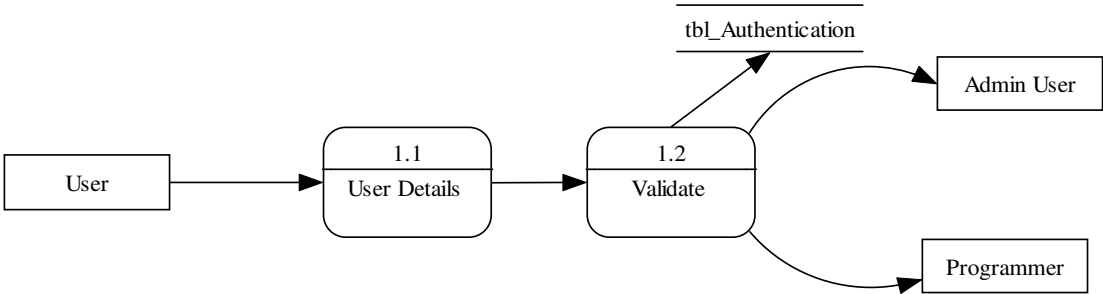 tbl_Authentication
Admin User
1.1
1.2
User
User Details
Validate
Programmer